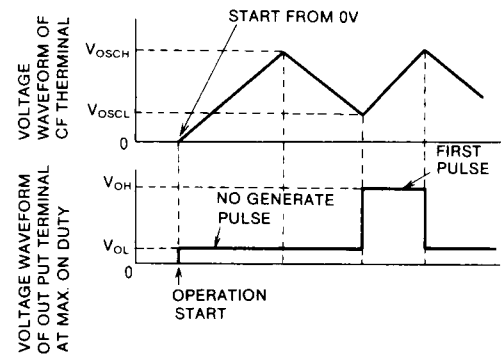 START FROM 0V
VOLTAGE
WAVEFORM OF
CF THERMINAL
VOSCH
VOSCL
0
FIRST
PULSE
VOLTAGE WAVEFORM
OF OUT PUT TERMINAL
AT MAX. ON DUTY
VOH
NO GENERATE
PULSE
VOL
0
OPERATION
START